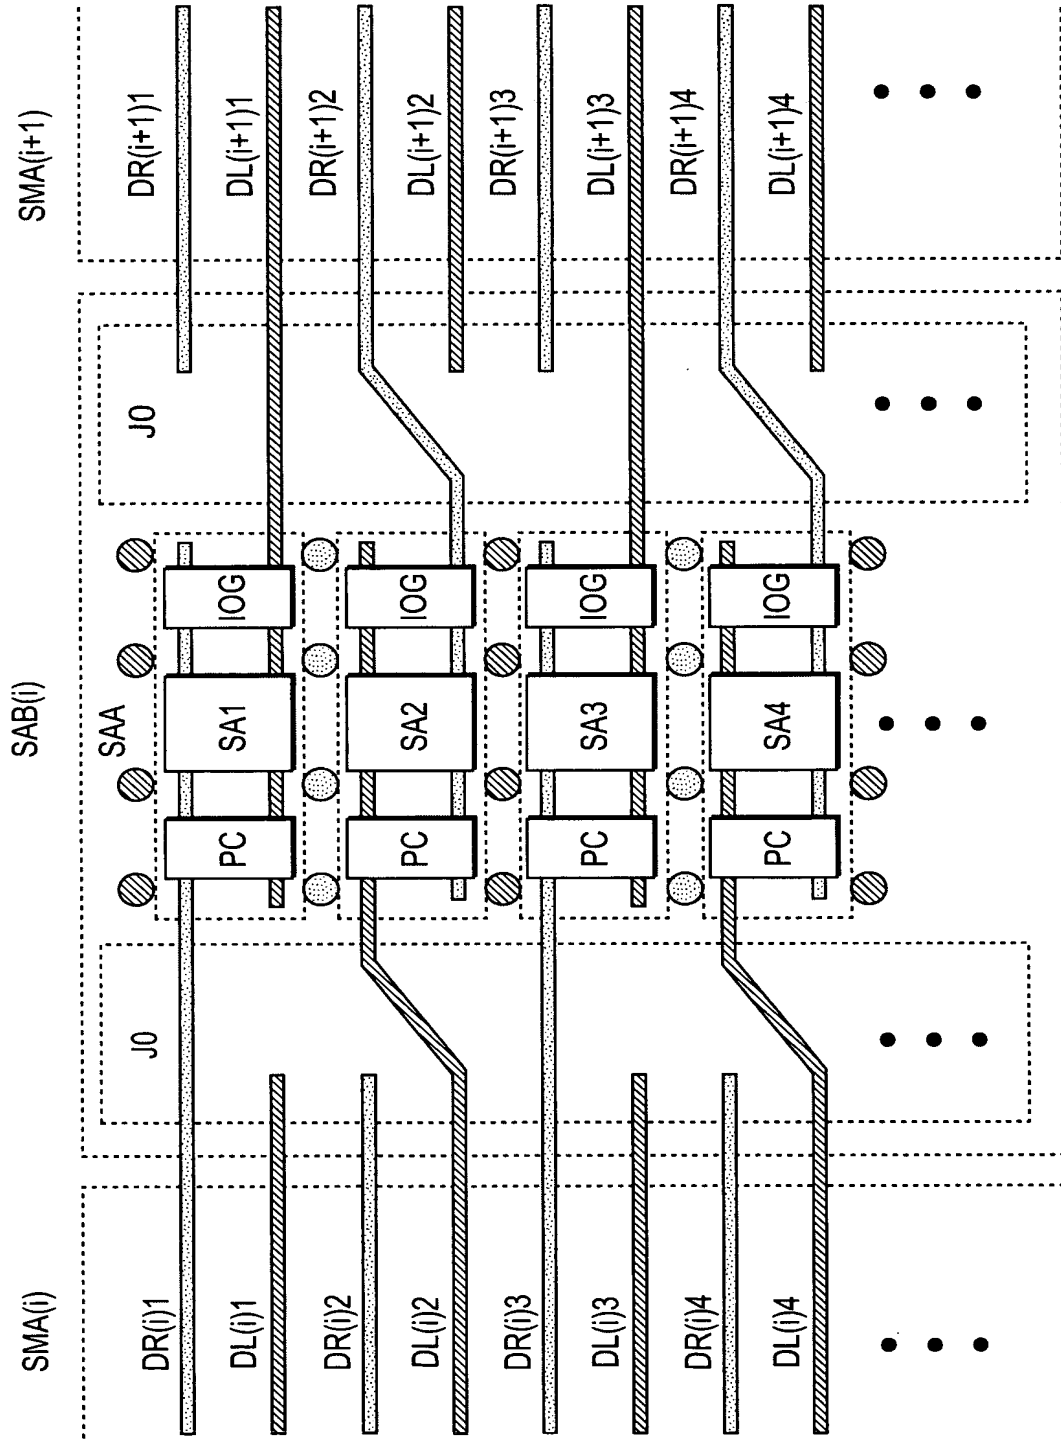 SMA(i)
SAB(i)
SMA(i+1)
DR(i)1
DL(i)1
DR(i)2
DL(i)2
DR(i)3
DL(i)3
DR(i)4
DL(i)4
J0
SAA
PC
SA1
IOG
PC
SA2
IOG
PC
SA3
IOG
PC
SA4
IOG
J0
DR(i+1)1
DL(i+1)1
DR(i+1)2
DL(i+1)2
DR(i+1)3
DL(i+1)3
DR(i+1)4
DL(i+1)4